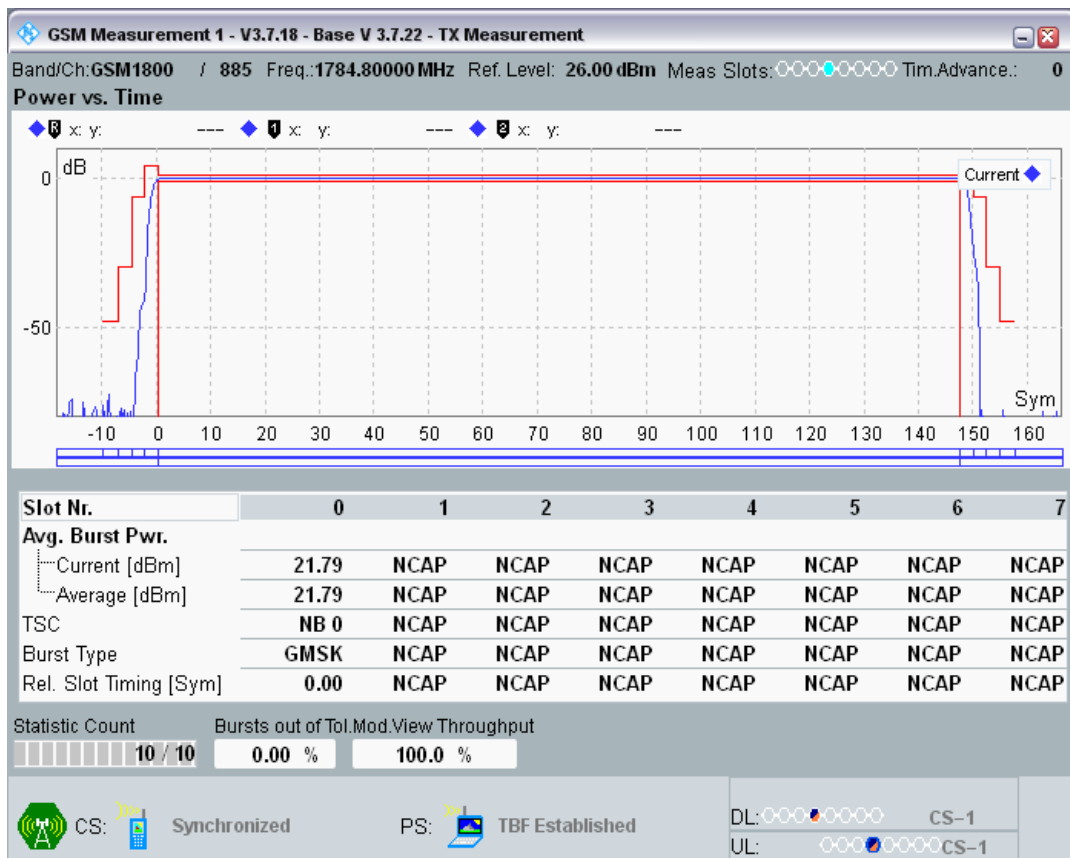 GSM Measurement 1 - V3.7.18 - Base V 3.7.22 - TX Measurement
Band/Ch:GSM1800 / 885 Freq.:1784.80000 MHz Ref. Level: 26.00 dBm Meas Slots: Tim.Advance.: 0
Power vs. Time
R x: y: --- 1 x: y: --- 2 x: y: ---
dB
0
Current
-50
Sym
-10 0 10 20 30 40 50 60 70 80 90 100 110 120 130 140 150 160
Slot Nr. 0 1 2 3 4 5 6 7
Avg. Burst Pwr.
Current [dBm] 21.79 NCAP NCAP NCAP NCAP NCAP NCAP NCAP
Average [dBm] 21.79 NCAP NCAP NCAP NCAP NCAP NCAP NCAP
TSC NB 0 NCAP NCAP NCAP NCAP NCAP NCAP NCAP
Burst Type GMSK NCAP NCAP NCAP NCAP NCAP NCAP NCAP
Rel. Slot Timing [Sym] 0.00 NCAP NCAP NCAP NCAP NCAP NCAP NCAP
Statistic Count Bursts out of Tol.Mod.View Throughput
10 / 10 0.00 % 100.0 %
CS: Synchronized PS: TBF Established DL: CS-1
UL: CS-1